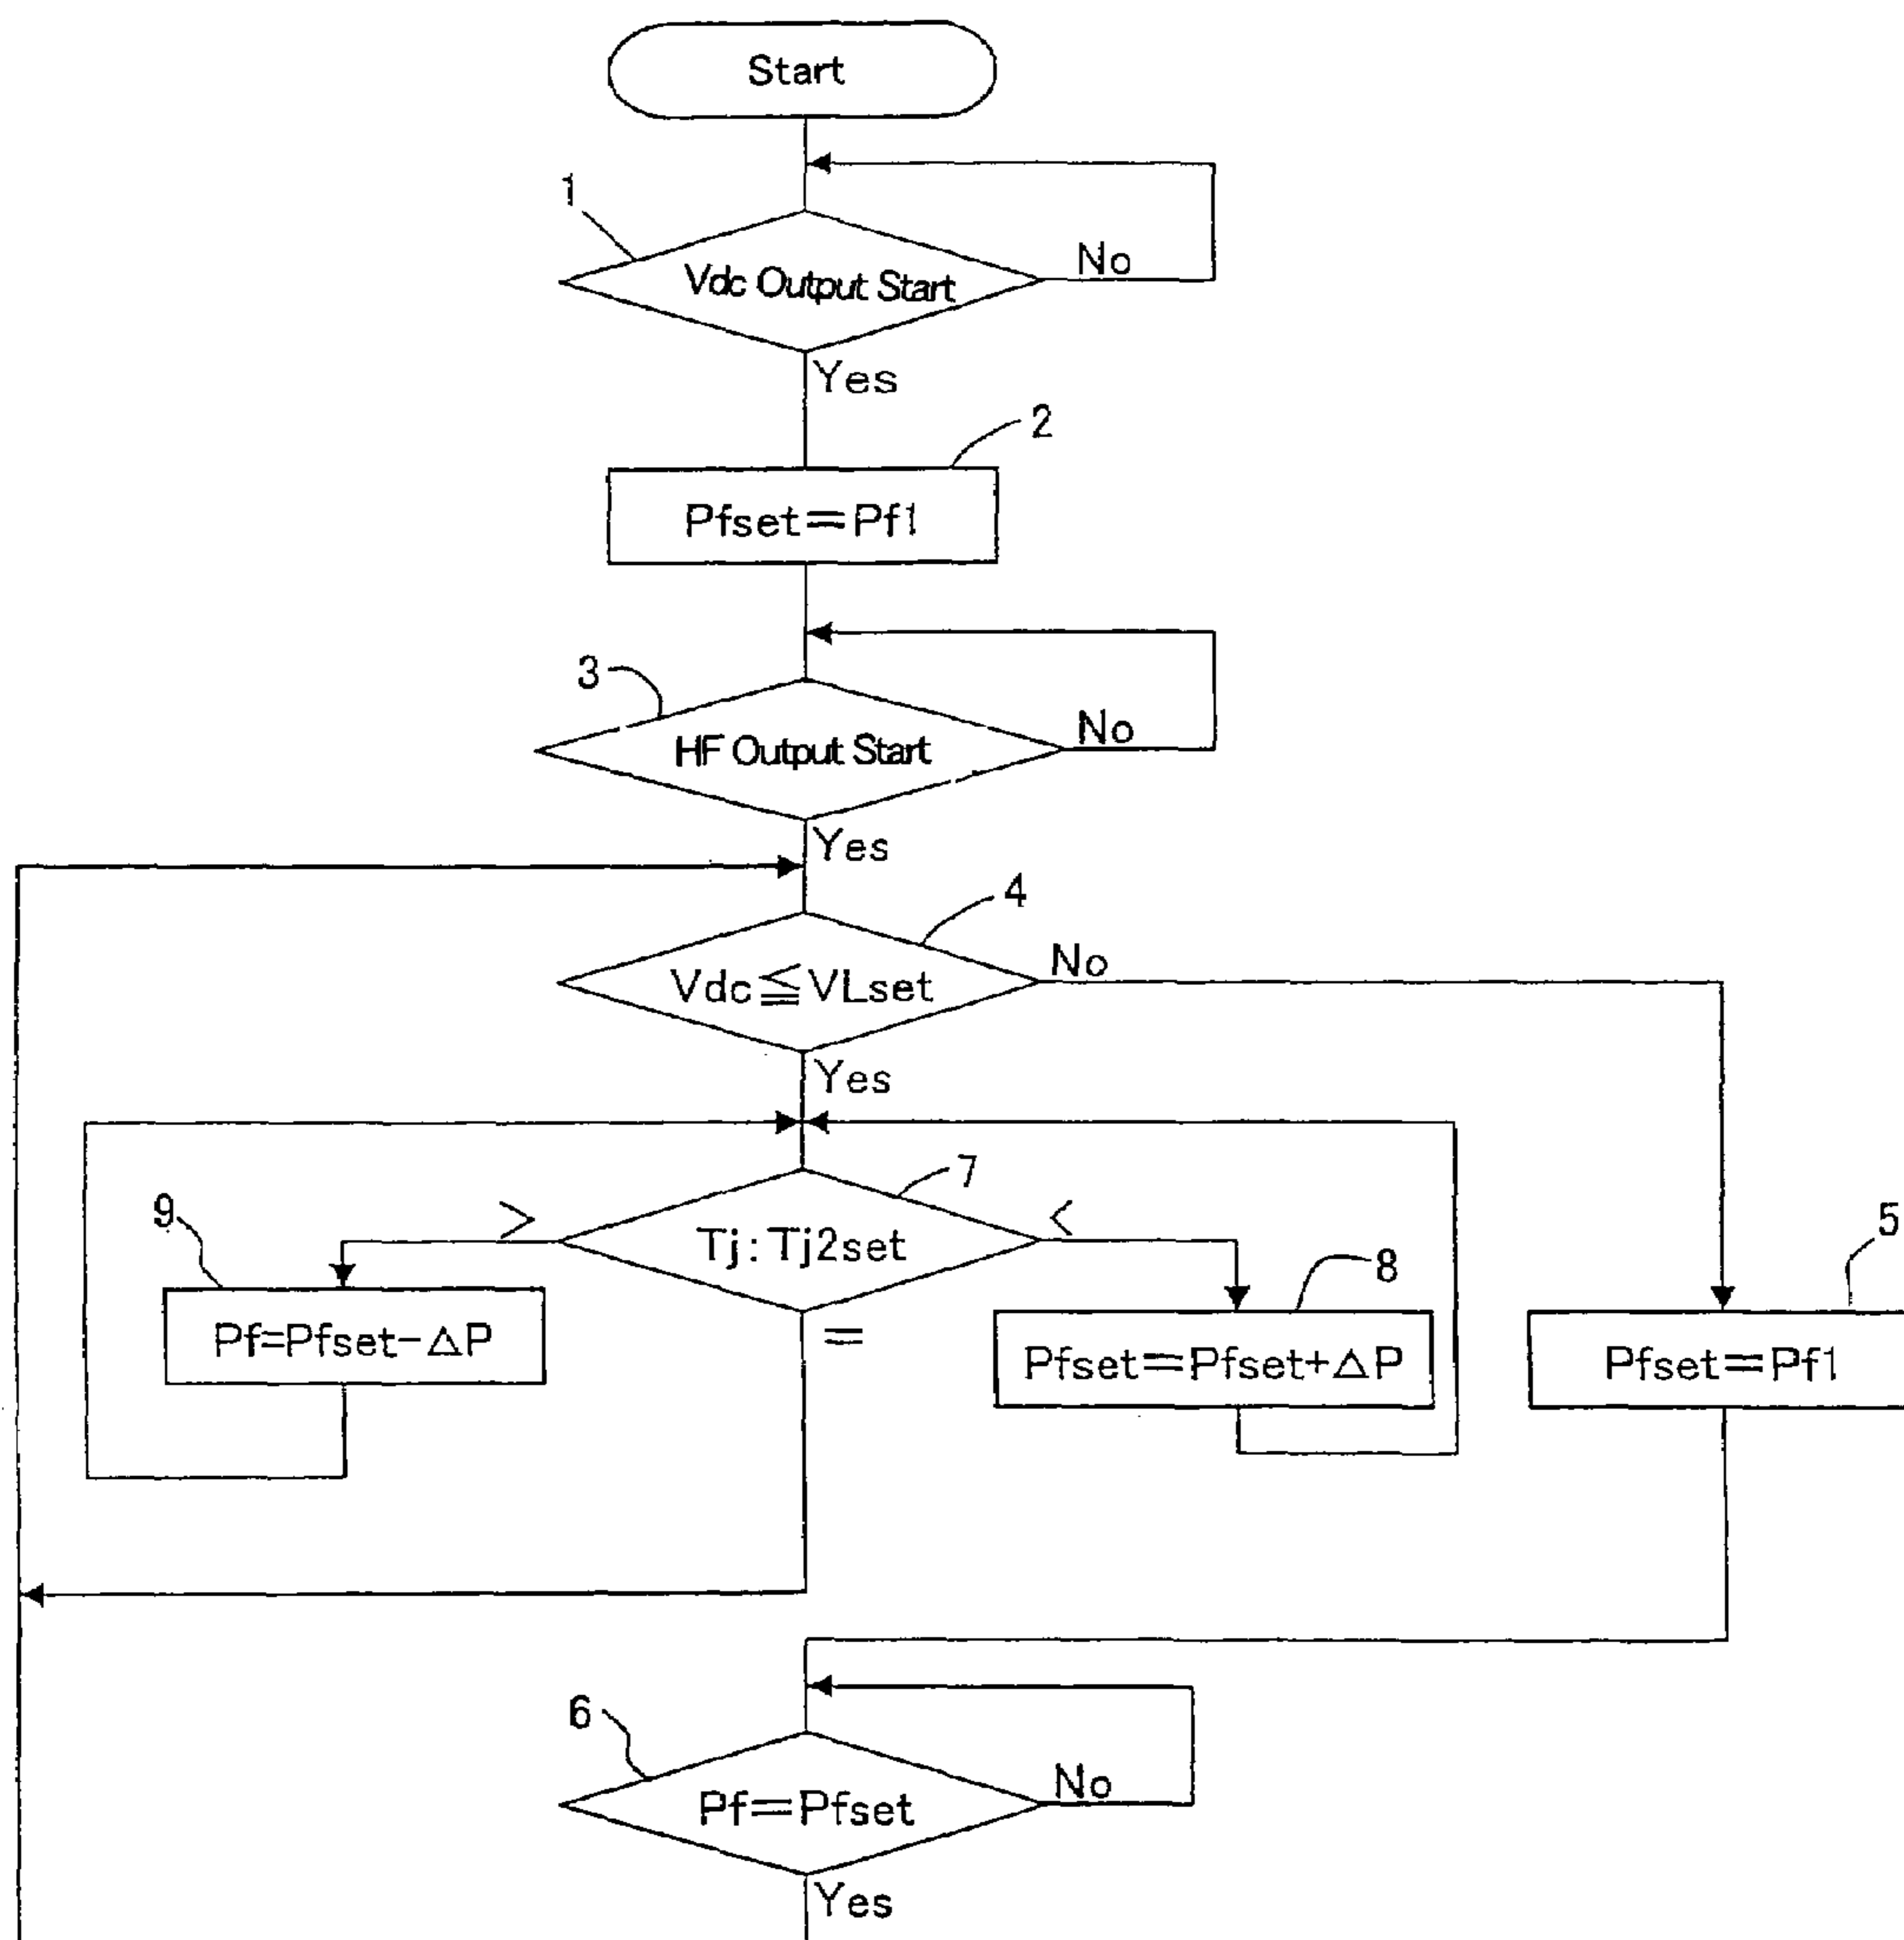 Start
1
Vdc Output Start
No
Yes
2
Pfset=Pf1
3
HF Output Start
No
Yes
4
Vdc≦VLset
No
Yes
7
Tj:Tj2set
>
<
=
9
Pf=Pfset-△P
8
Pfset=Pfset+△P
5
Pfset=Pf1
6
Pf=Pfset
No
Yes